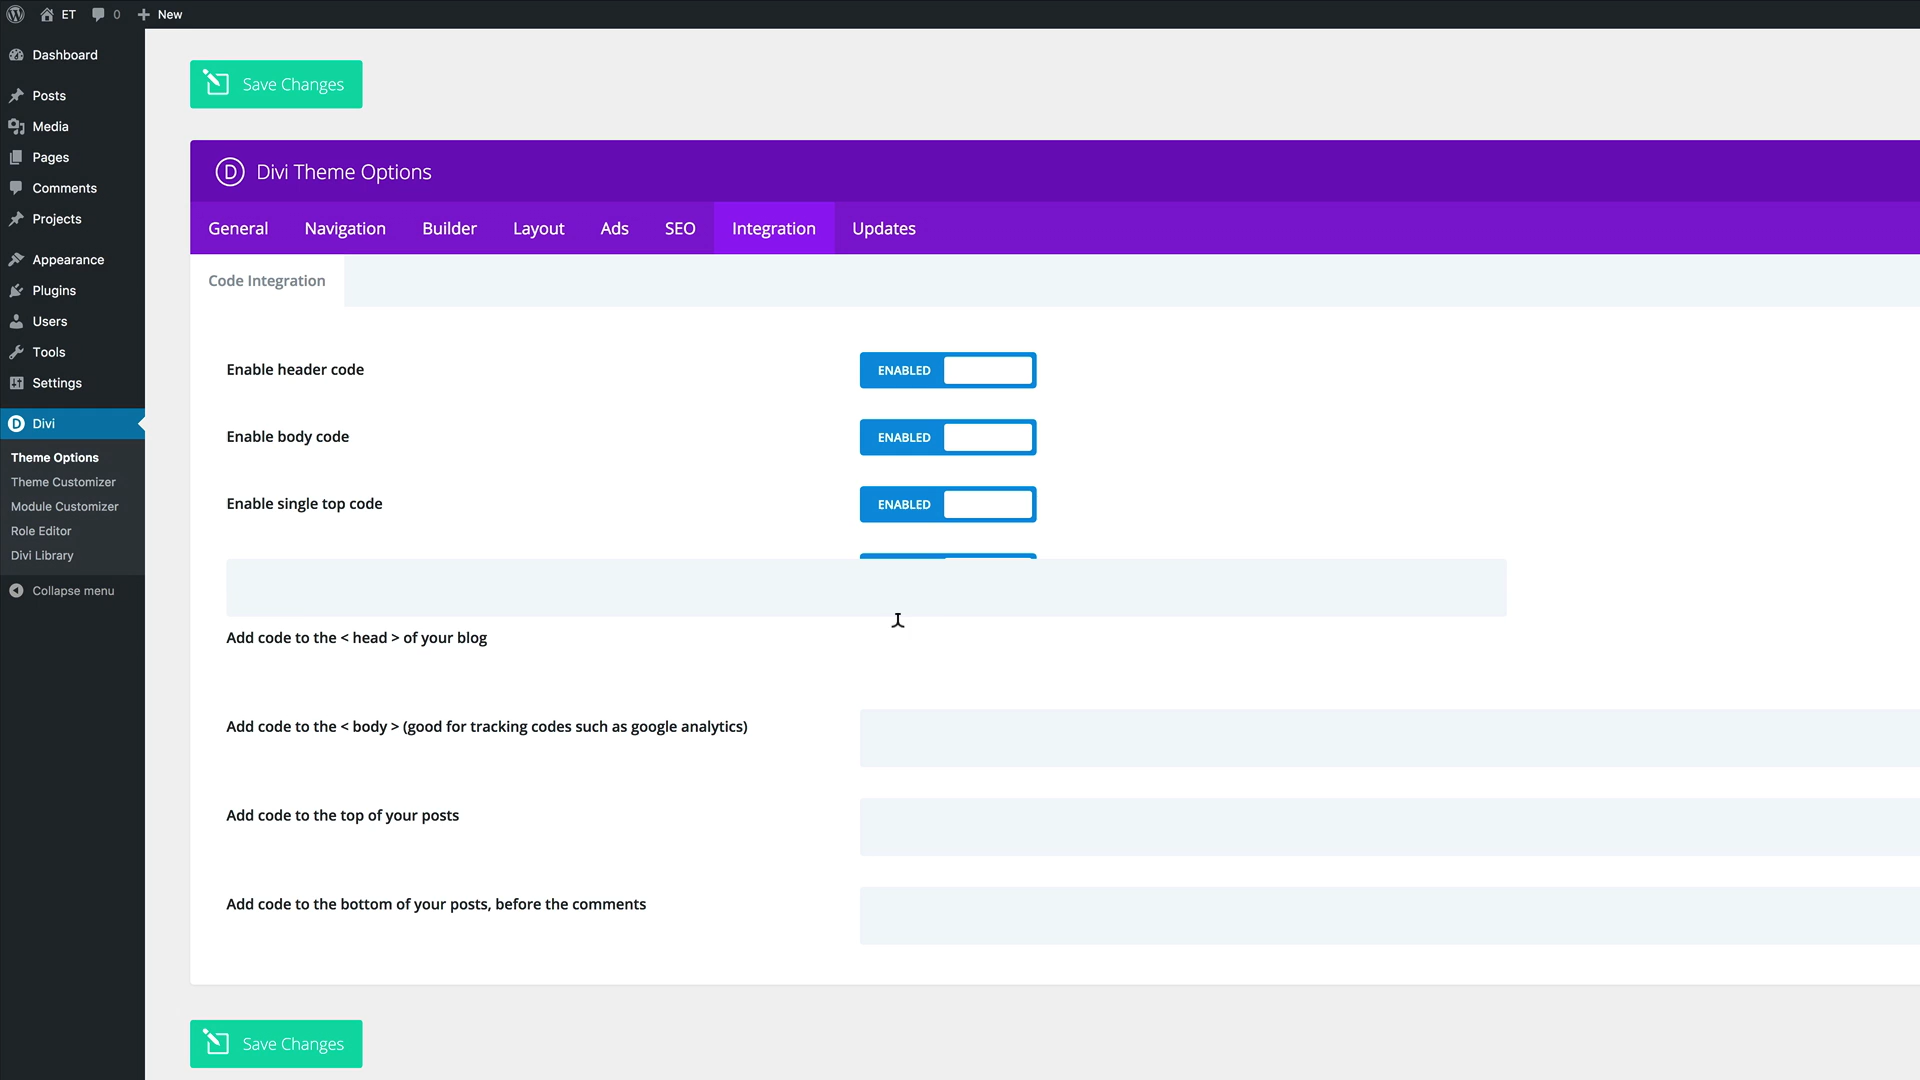 ET 0 New
Dashboard
Posts
Media
Pages
Comments
Projects
Appearance
Plugins
Users
Tools
Settings
Divi
Theme Options
Theme Customizer
Module Customizer
Role Editor
Divi Library
Collapse menu
Save Changes
D Divi Theme Options
General Navigation Builder Layout Ads SEO Integration Updates
Code Integration
Enable header code ENABLED
Enable body code ENABLED
Enable single top code ENABLED
Add code to the < head > of your blog
Add code to the < body > (good for tracking codes such as google analytics)
Add code to the top of your posts
Add code to the bottom of your posts, before the comments
Save Changes